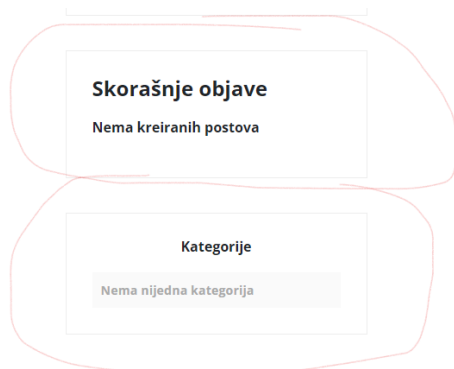 Skorašnje objave
Nema kreiranih postova
Kategorije
Nema nijedna kategorija